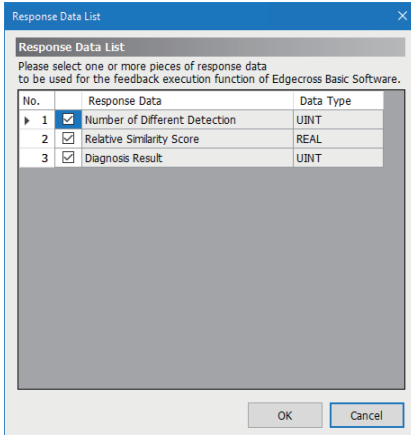 Response Data List
Response Data List
Please select one or more pieces of response data
to be used for the feedback execution function of Edgecross Basic Software.
No. Response Data Data Type
1 Number of Different Detection UINT
2 Relative Similarity Score REAL
3 Diagnosis Result UINT
OK Cancel